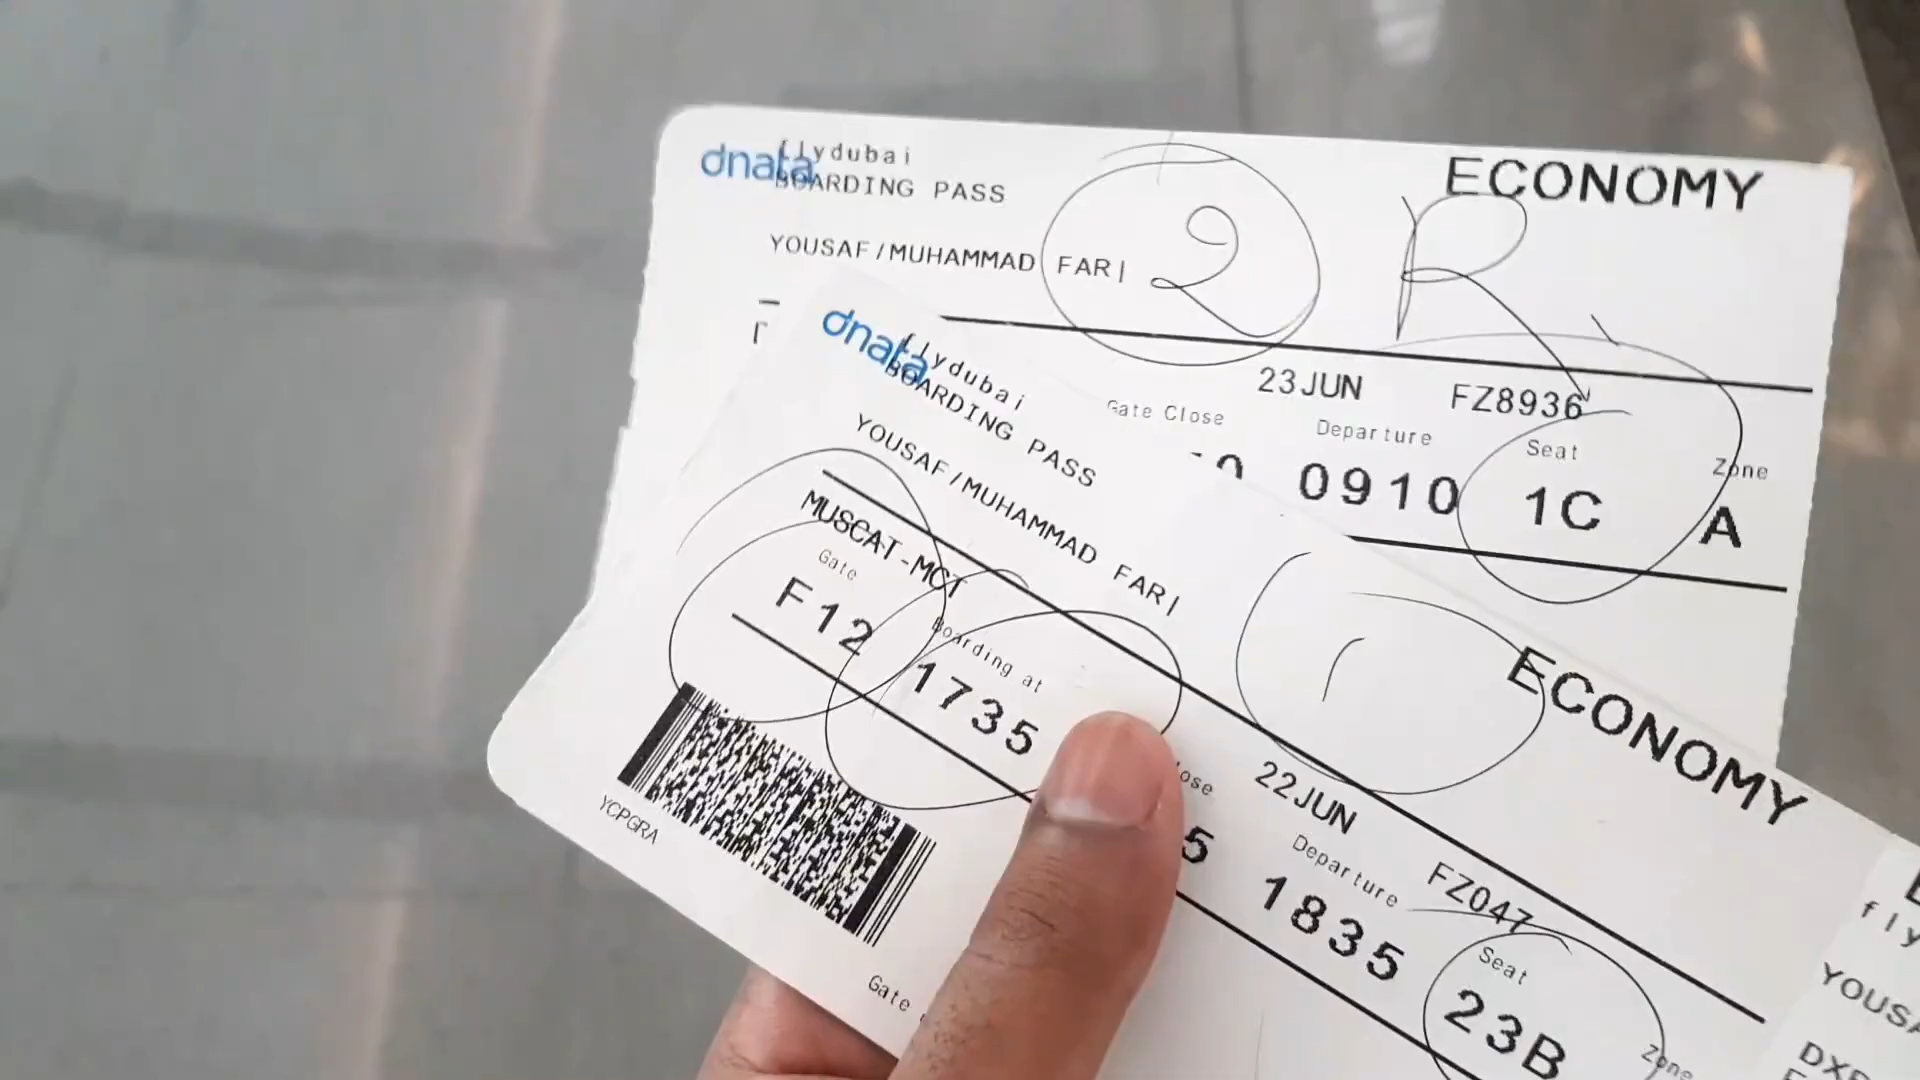 dnata flydubai
BOARDING PASS
ECONOMY
2 R
YOUSAF/MUHAMMAD FARI
23JUN FZ8936
Gate Close Departure Seat Zone
0910 1C A
dnata flydubai
BOARDING PASS
YOUSAF/MUHAMMAD FARI
1
ECONOMY
MUSCAT-MCT
22JUN FZ047
Gate Boarding at Departure Seat Zone
F12 1735 5 1835 23B
YCPGRA
Gate